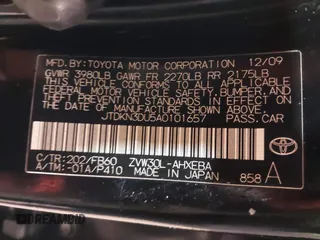 MFD. BY: TOYOTA MOTOR CORPORATION 12/09
GVWR 3980LB GAWR FR 2270LB RR 2175LB
THIS VEHICLE CONFORMS TO ALL APPLICABLE
FEDERAL MOTOR VEHICLE SAFETY, BUMPER, AND
THEFT PREVENTION STANDARDS IN EFFECT ON
THE DATE OF MANUFACTURE SHOWN ABOVE.
JTDKN3DU5A0101657 PASS.CAR
C/TR:202/FB60 ZVW30L-AHXEBA
A/TM:-01A/P410 MADE IN JAPAN 858 A
TOYOTA
DREAMBID